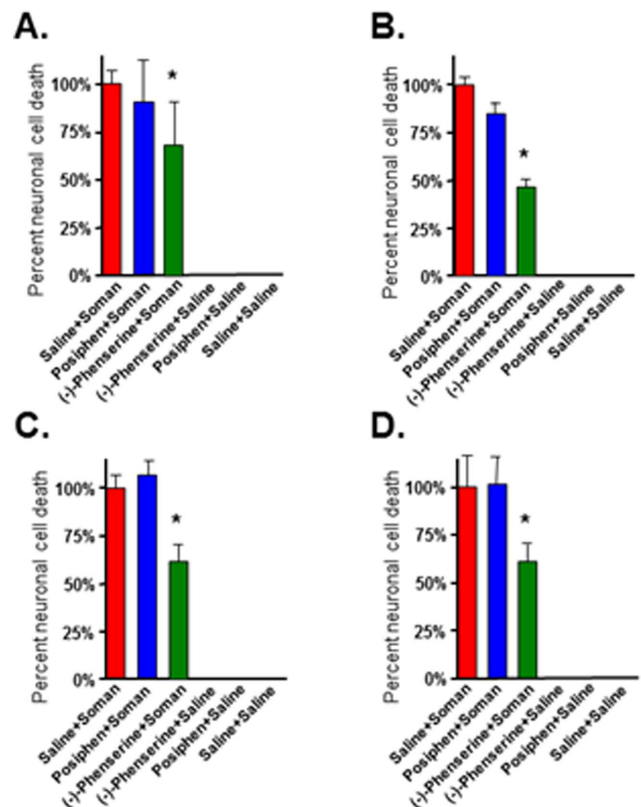 A.
Percent neuronal cell death
100%
75%
50%
25%
0%
*
Saline+Soman
Posiphen+Soman
(-)-Phenserine+Soman
(-)-Phenserine+Saline
Posiphen+Saline
Saline+Saline
B.
Percent neuronal cell death
100%
75%
50%
25%
0%
*
Saline+Soman
Posiphen+Soman
(-)-Phenserine+Soman
(-)-Phenserine+Saline
Posiphen+Saline
Saline+Saline
C.
Percent neuronal cell death
100%
75%
50%
25%
0%
*
Saline+Soman
Posiphen+Soman
(-)-Phenserine+Soman
(-)-Phenserine+Saline
Posiphen+Saline
Saline+Saline
D.
Percent neuronal cell death
100%
75%
50%
25%
0%
*
Saline+Soman
Posiphen+Soman
(-)-Phenserine+Soman
(-)-Phenserine+Saline
Posiphen+Saline
Saline+Saline